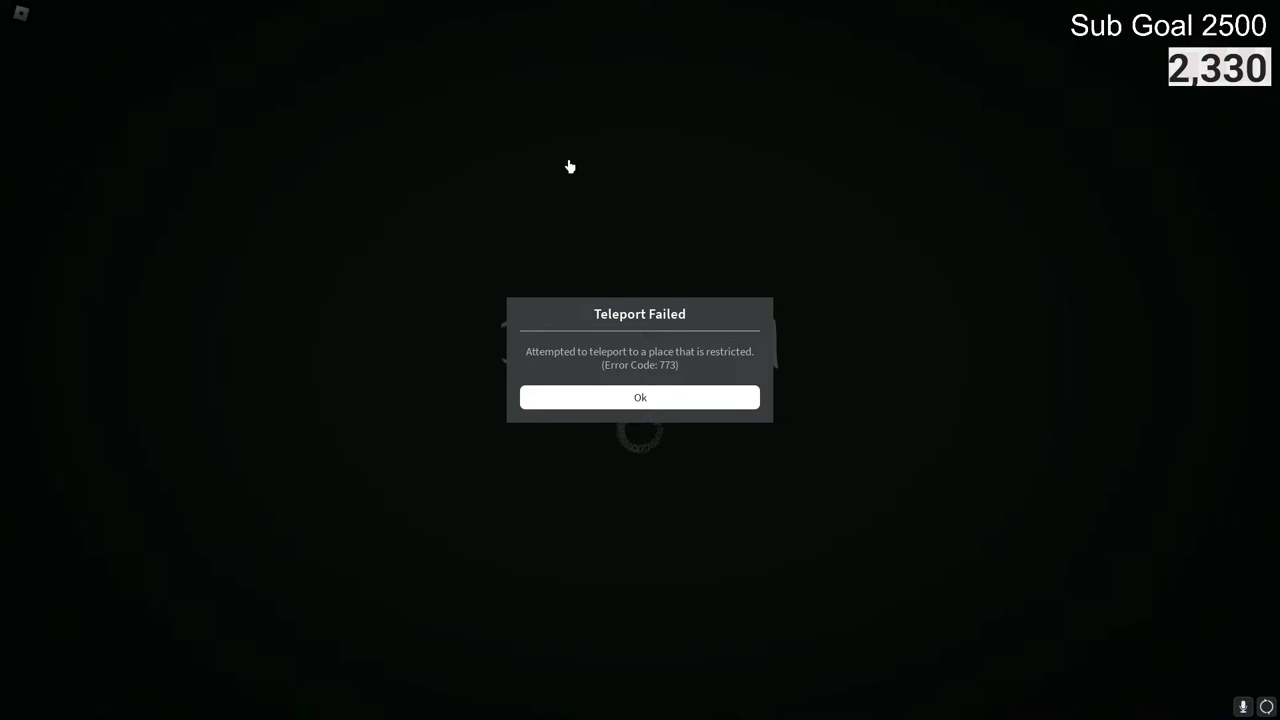 Sub Goal 2500
2,330
Teleport Failed
Attempted to teleport to a place that is restricted.
(Error Code: 773)
Ok